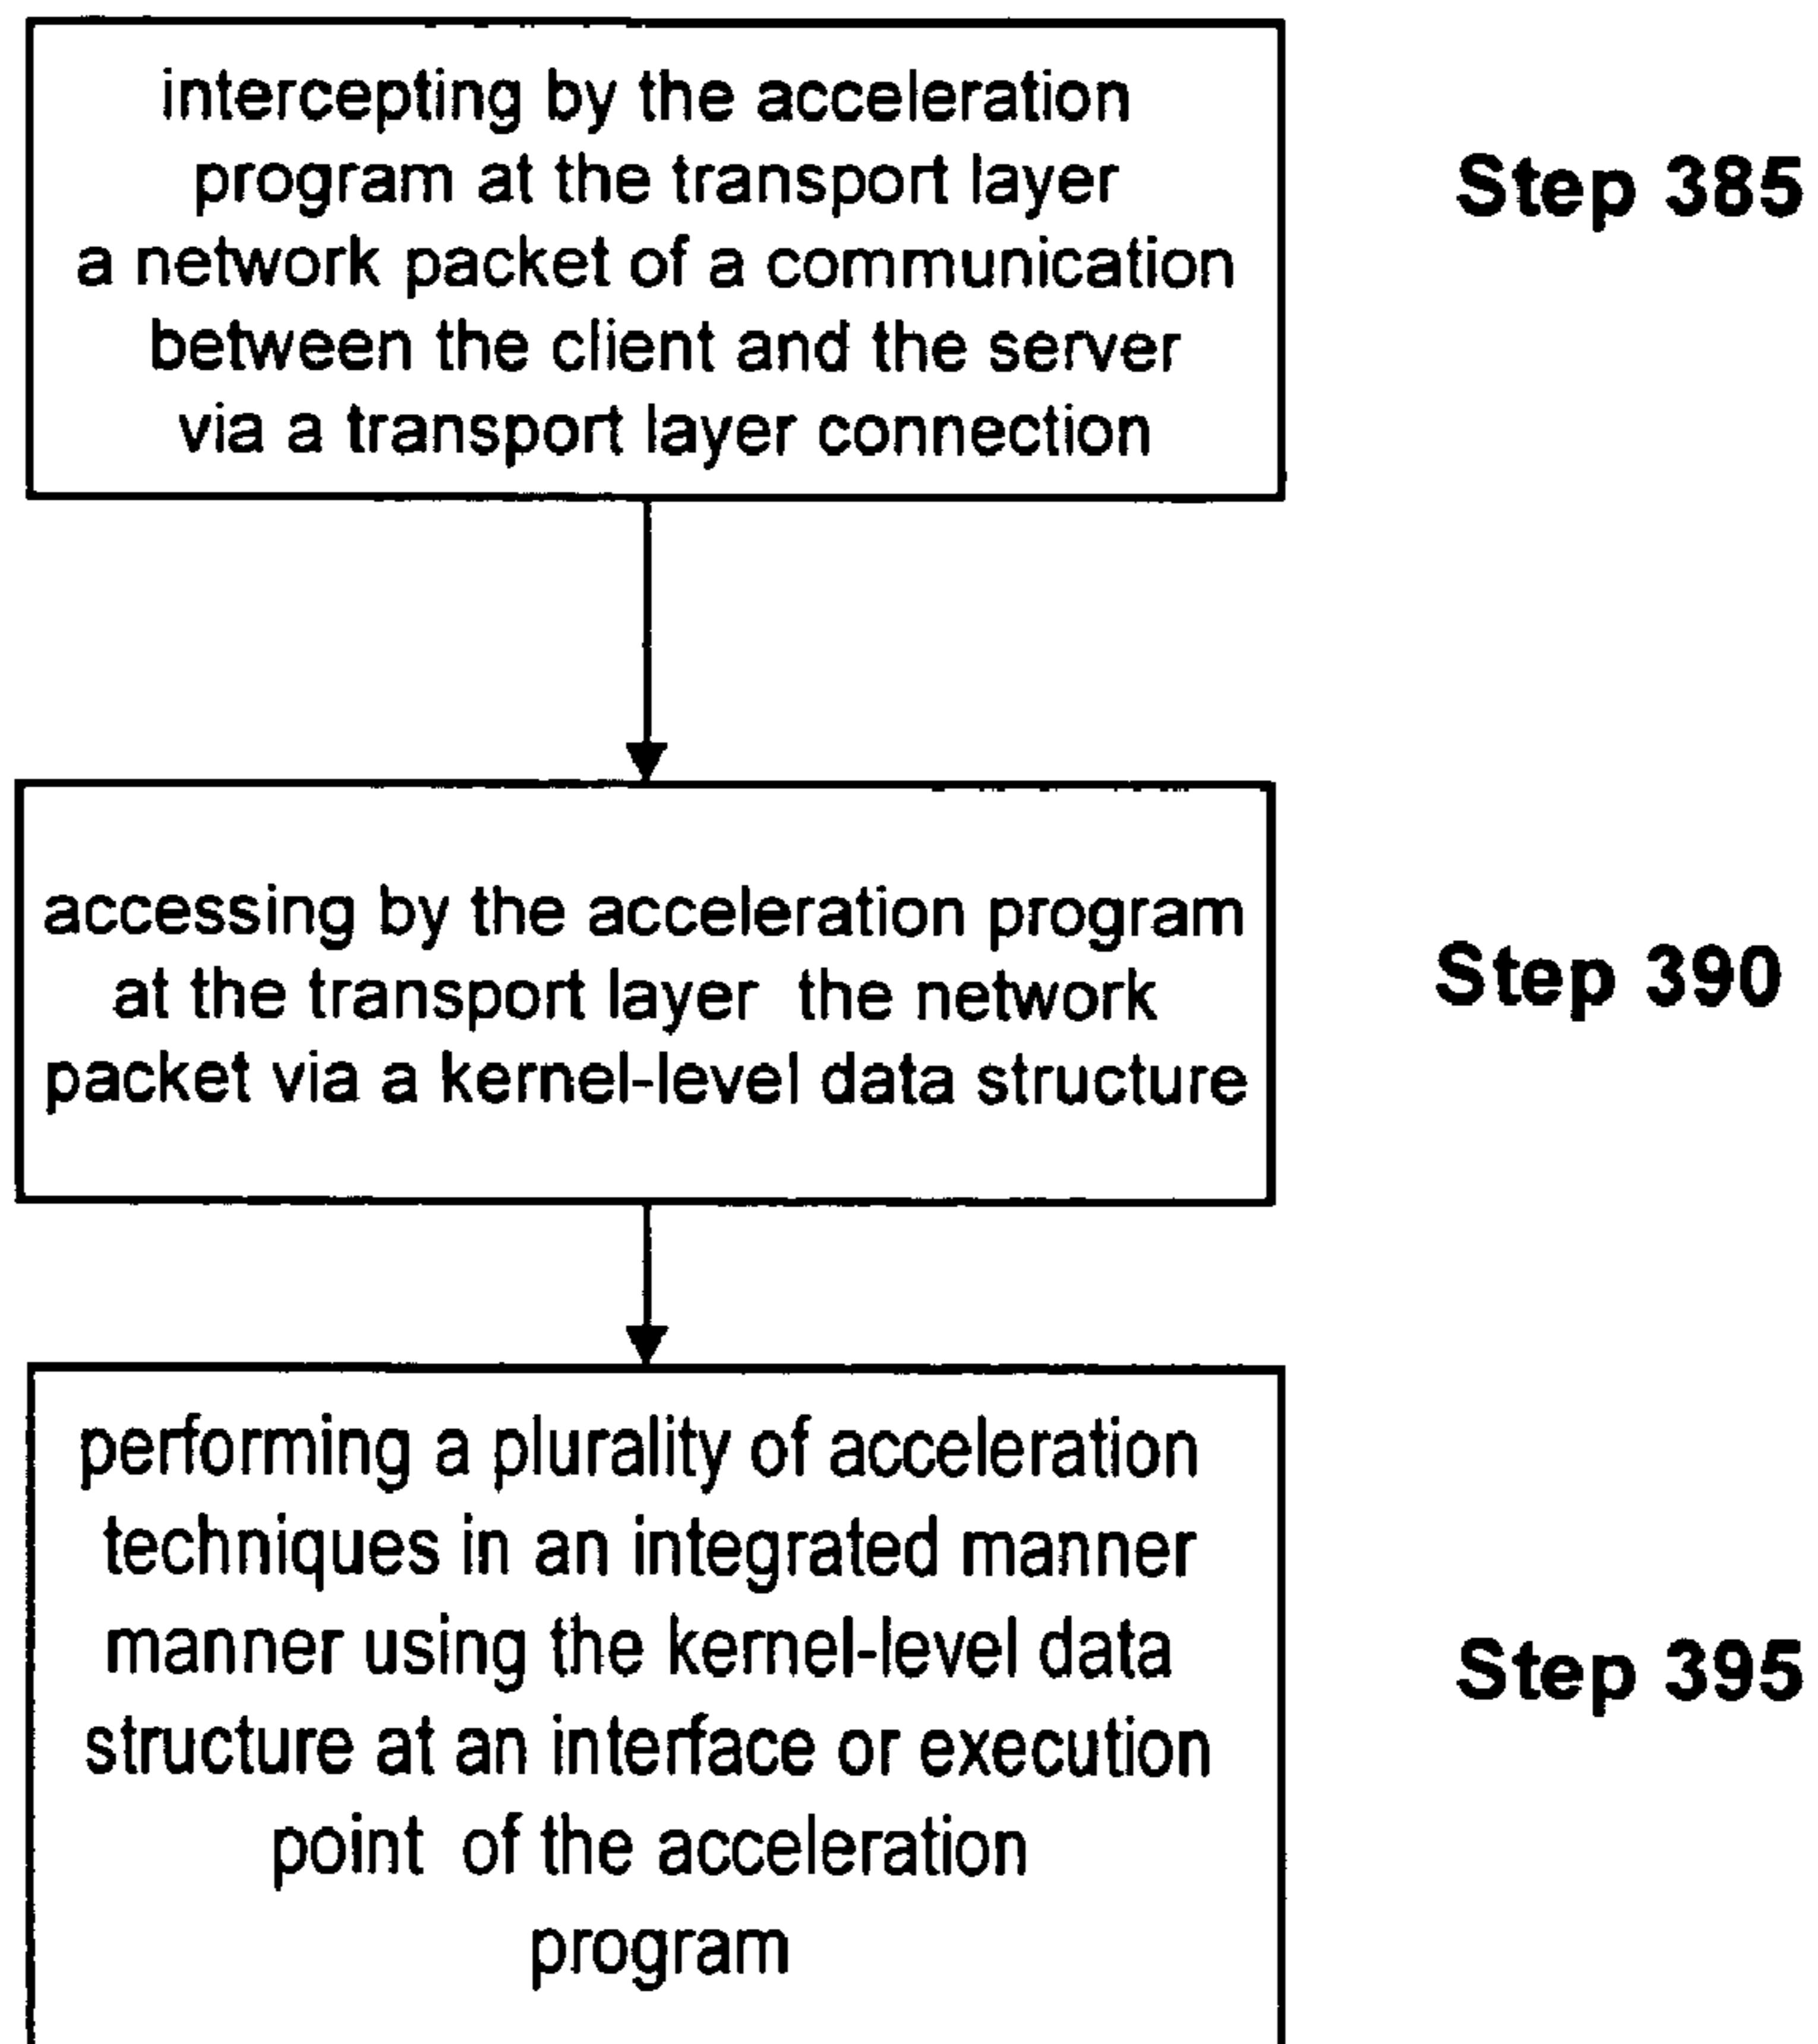 intercepting by the acceleration
program at the transport layer
a network packet of a communication
between the client and the server
via a transport layer connection
Step 385
accessing by the acceleration program
at the transport layer the network
packet via a kernel-level data structure
Step 390
performing a plurality of acceleration
techniques in an integrated manner
manner using the kernel-level data
structure at an interface or execution
point of the acceleration
program
Step 395